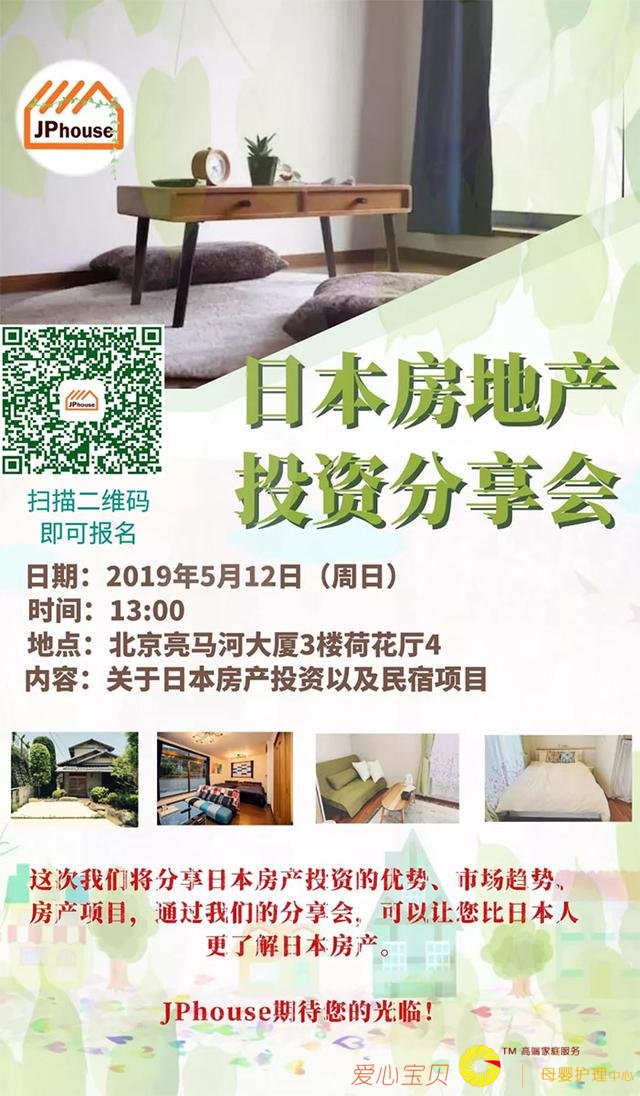 JPhouse
JPhouse
扫描二维码
即可报名
日本房地产
投资分享会
日期：2019年5月12日（周日）
时间：13:00
地点：北京亮马河大厦3楼荷花厅4
内容：关于日本房产投资以及民宿项目
这次我们将分享日本房产投资的优势、市场趋势、
房产项目，通过我们的分享会，可以让您比日本人
更了解日本房产。
JPhouse期待您的光临！
爱心宝贝 TM 高端家庭服务
母婴护理中心